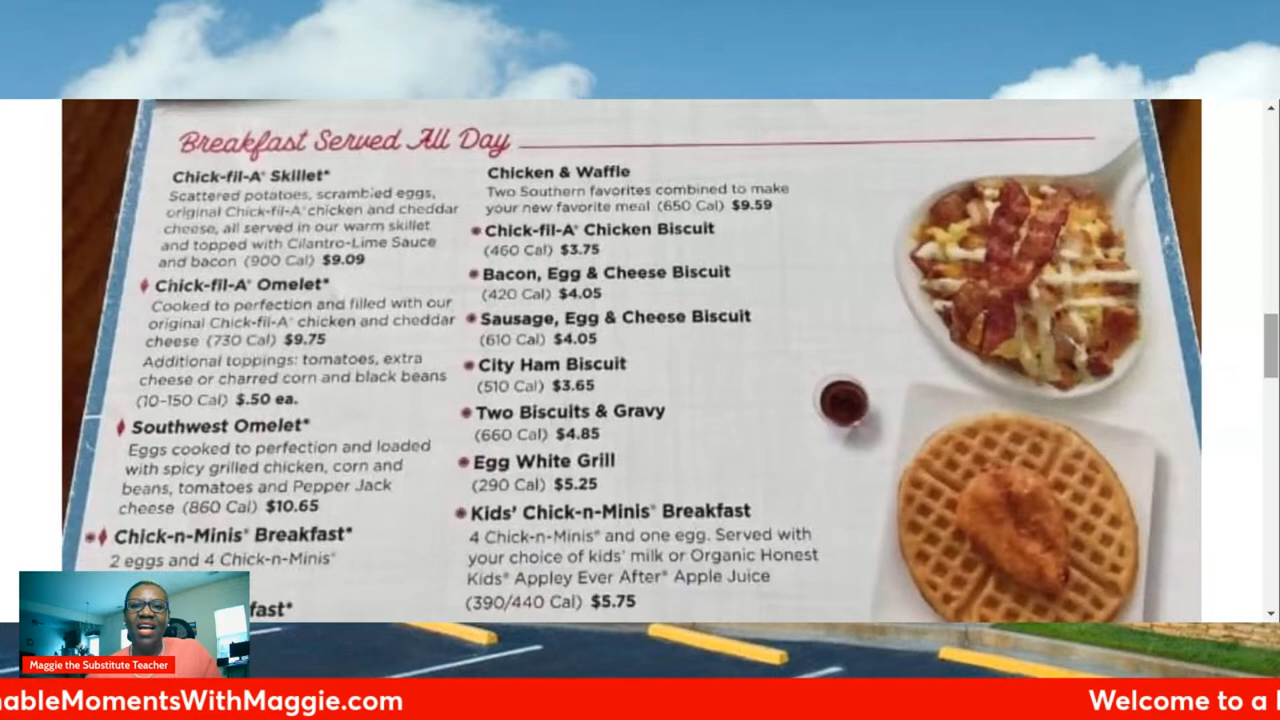 Breakfast Served All Day
Chick-fil-A® Skillet*
Scattered potatoes, scrambled eggs,
original Chick-fil-A® chicken and cheddar
cheese, all served in our warm skillet
and topped with Cilantro-Lime Sauce
and bacon (900 Cal) $9.09
Chick-fil-A® Omelet*
Cooked to perfection and filled with our
original Chick-fil-A® chicken and cheddar
cheese (730 Cal) $9.75
Additional toppings: tomatoes, extra
cheese or charred corn and black beans
(10-150 Cal) $.50 ea.
Southwest Omelet*
Eggs cooked to perfection and loaded
with spicy grilled chicken, corn and
beans, tomatoes and Pepper Jack
cheese (860 Cal) $10.65
Chick-n-Minis® Breakfast*
2 eggs and 4 Chick-n-Minis®
fast*
Chicken & Waffle
Two Southern favorites combined to make
your new favorite meal (650 Cal) $9.59
Chick-fil-A® Chicken Biscuit
(460 Cal) $3.75
Bacon, Egg & Cheese Biscuit
(420 Cal) $4.05
Sausage, Egg & Cheese Biscuit
(610 Cal) $4.05
City Ham Biscuit
(510 Cal) $3.65
Two Biscuits & Gravy
(660 Cal) $4.85
Egg White Grill
(290 Cal) $5.25
Kids' Chick-n-Minis® Breakfast
4 Chick-n-Minis® and one egg. Served with
your choice of kids' milk or Organic Honest
Kids® Appley Ever After® Apple Juice
(390/440 Cal) $5.75
Maggie the Substitute Teacher
nableMomentsWithMaggie.com
Welcome to a